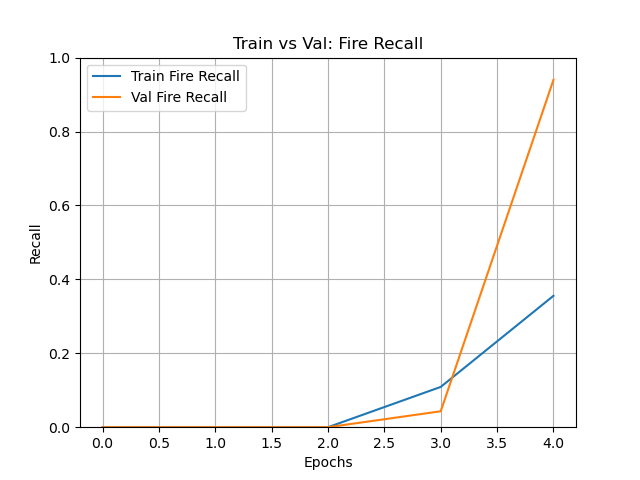 Train vs Val: Fire Recall
Train Fire Recall
Val Fire Recall
1.0
0.8
0.6
0.4
0.2
0.0
Recall
0.0 0.5 1.0 1.5 2.0 2.5 3.0 3.5 4.0
Epochs